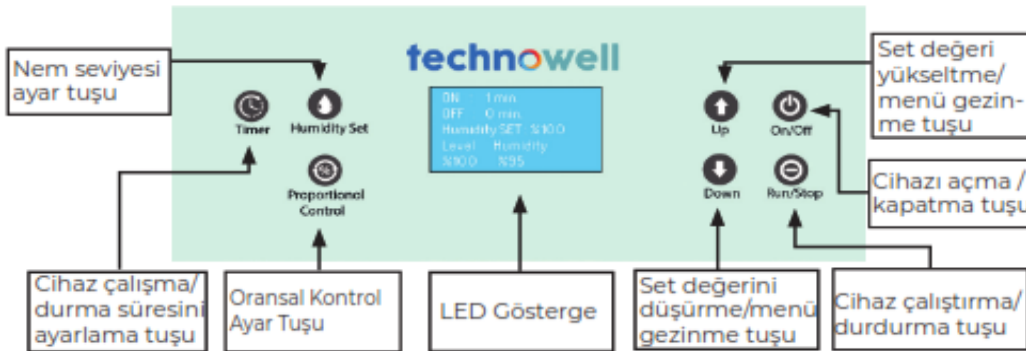 technowell
Nem seviyesi
ayar tuşu
Set değeri
yükseltme/
menü gezin-
me tuşu
Timer
Humidity Set
ON 1 min.
OFF 0 min.
Humidity SET %100
Level Humidity
%100 %95
Up
On/Off
Proportional
Control
Down
Run/Stop
Cihazı açma /
kapatma tuşu
Cihaz çalışma/
durma süresini
ayarlama tuşu
Oransal Kontrol
Ayar Tuşu
LED Gösterge
Set değerini
düşürme/menü
gezinme tuşu
Cihaz çalıştırma/
durdurma tuşu